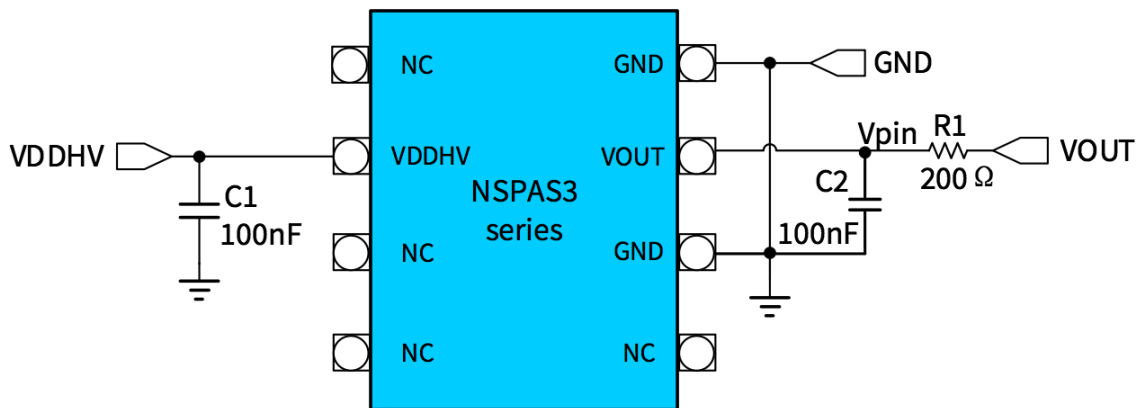 NC
GND
GND
VDDHV
VDDHV
VOUT
Vpin
R1
200 Ω
VOUT
C1
100nF
NSPAS3
series
C2
100nF
NC
GND
NC
NC